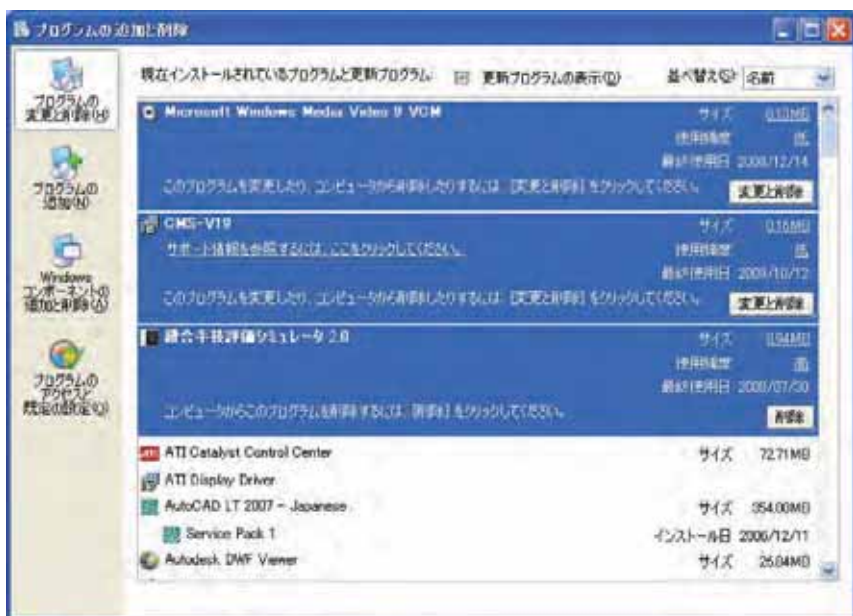 プログラムの追加と削除
プログラムの
変更と削除(H)
プログラムの
追加(N)
Windows
コンポーネントの
追加と削除(A)
プログラムの
アクセスと
既定の設定(O)
現在インストールされているプログラムと更新プログラム
更新プログラムの表示(D)
並べ替え(S)
名前
Microsoft Windows Media Video 9 VCM
サイズ
使用頻度
低
最終使用日 2008/12/14
このプログラムを変更したり、コンピュータから削除したりするには、[変更と削除] をクリックしてください。
変更と削除
CMS-V19
サイズ 0.16MB
サポート情報を参照するには、ここをクリックしてください。
使用頻度 低
最終使用日 2009/10/12
このプログラムを変更したり、コンピュータから削除したりするには、[変更と削除] をクリックしてください。
変更と削除
縫合手技評価シミュレータ 2.0
サイズ 0.94MB
使用頻度
最終使用日
コンピュータからこのプログラムを削除するには、[削除] をクリックしてください。
削除
ATI Catalyst Control Center
サイズ 72.71MB
ATI Display Driver
AutoCAD LT 2007 - Japanese
サイズ 354.00MB
Service Pack 1
インストール日 2006/12/11
Autodesk DWF Viewer
サイズ 25.04MB